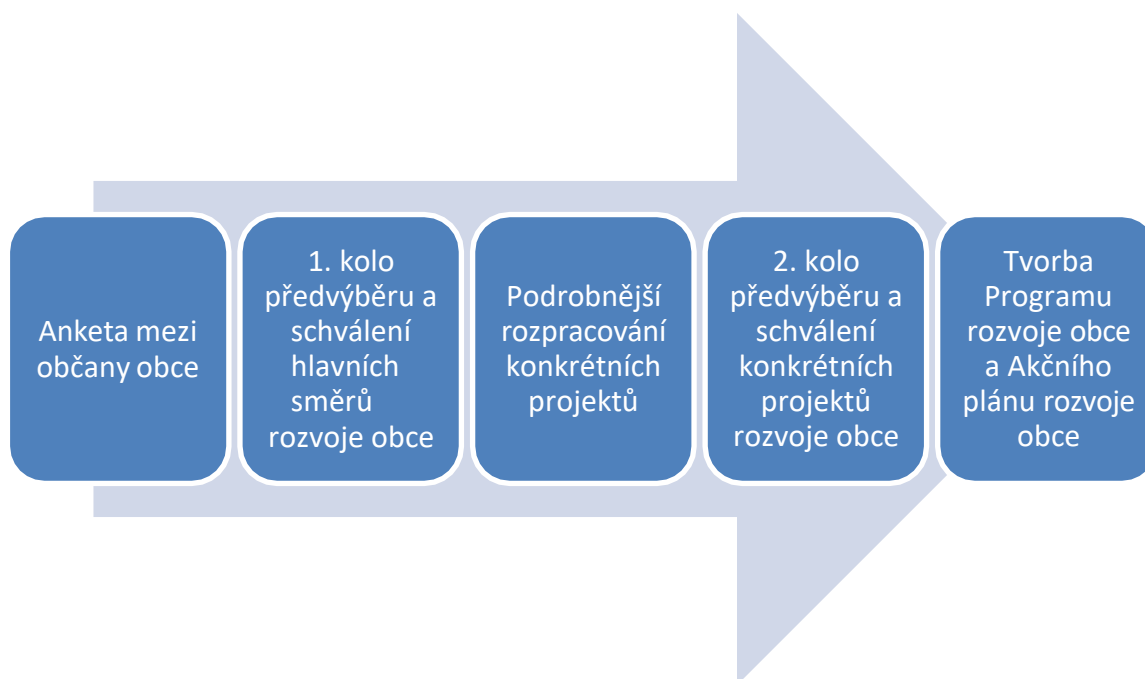 Anketa mezi
občany obce
1. kolo
předvýběru a
schválení
hlavních
směrů
rozvoje obce
Podrobnější
rozpracování
konkrétních
projektů
2. kolo
předvýběru a
schválení
konkrétních
projektů
rozvoje obce
Tvorba
Programu
rozvoje obce
a Akčního
plánu rozvoje
obce